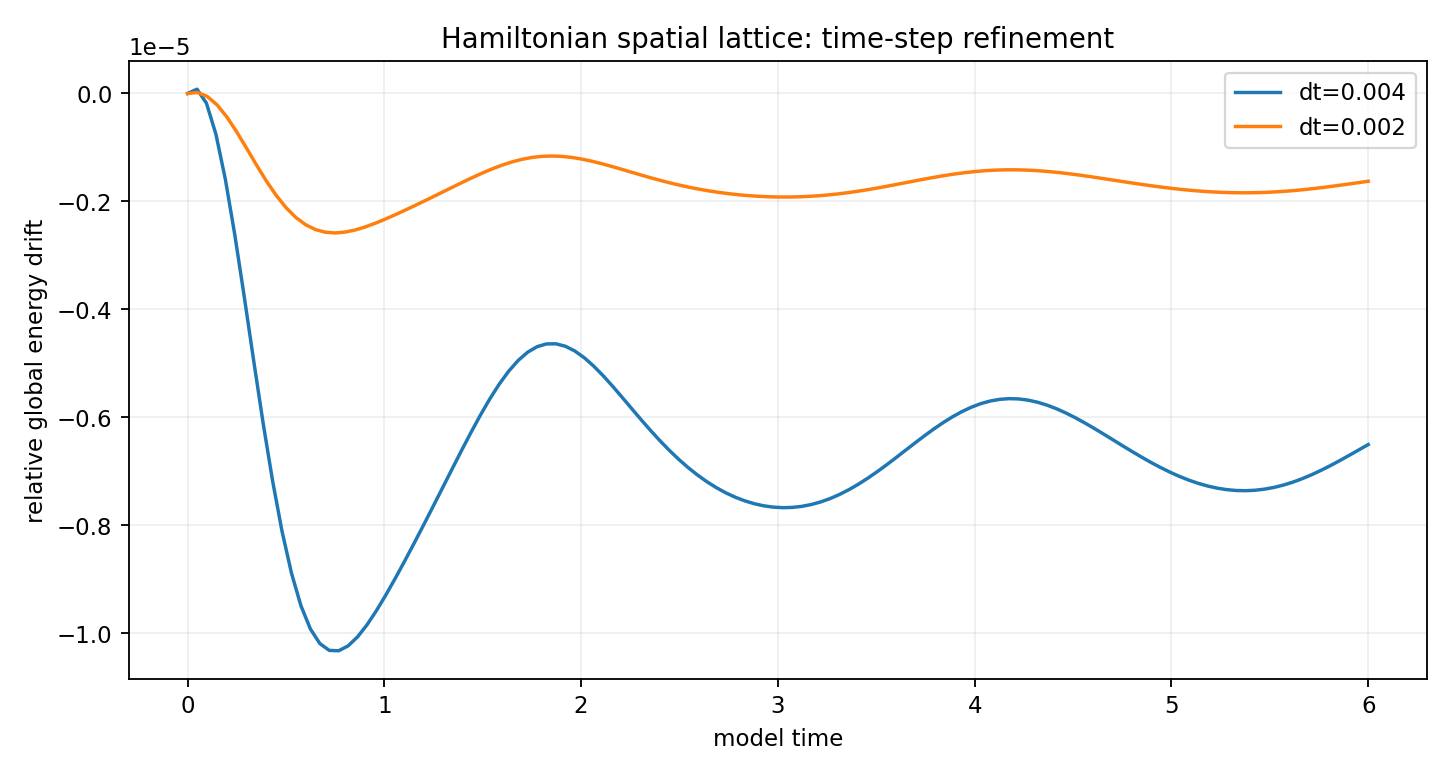 Hamiltonian spatial lattice: time-step refinement
1e−5
0.0
−0.2
−0.4
−0.6
−0.8
−1.0
relative global energy drift
dt=0.004
dt=0.002
0 1 2 3 4 5 6
model time